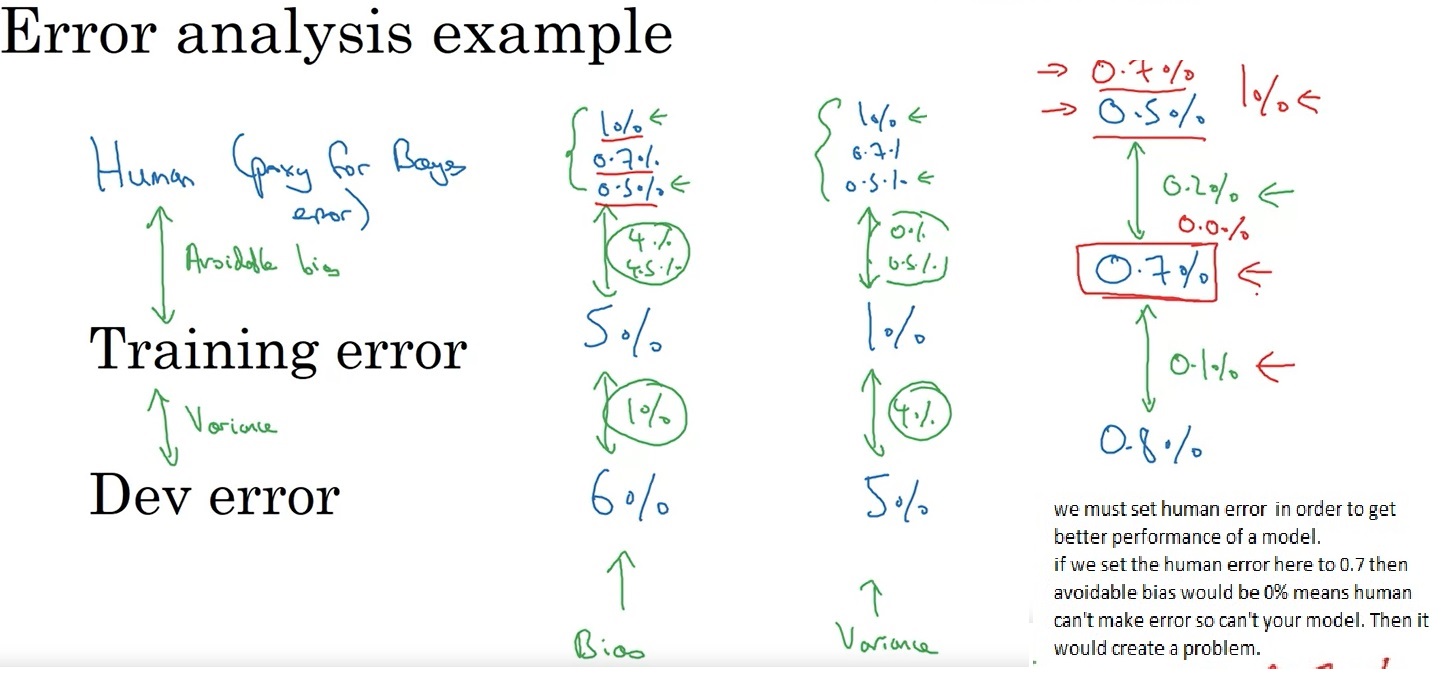 Error analysis example
Human (proxy for Bayes error)
Avoidable bias
Training error
Variance
Dev error
1%
0.7%
0.5%
4%
4.5%
5%
1%
6%
Bias
1%
0.7%
0.5%
0%
0.5%
1%
4%
5%
Variance
0.7%
0.5%
1%
0.2%
0.0%
0.7%
0.1%
0.8%
we must set human error in order to get
better performance of a model.
if we set the human error here to 0.7 then
avoidable bias would be 0% means human
can't make error so can't your model. Then it
would create a problem.